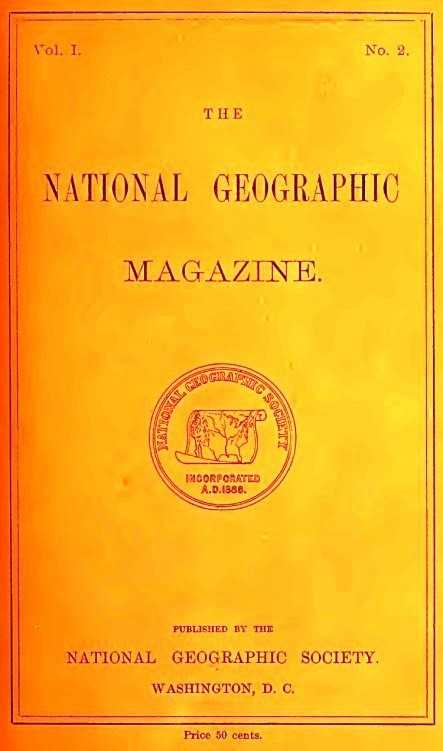 Vol. I. No. 2.
THE
NATIONAL GEOGRAPHIC
MAGAZINE.
NATIONAL GEOGRAPHIC SOCIETY
INCORPORATED
A.D.1888.
PUBLISHED BY THE
NATIONAL GEOGRAPHIC SOCIETY.
WASHINGTON, D. C.
Price 50 cents.